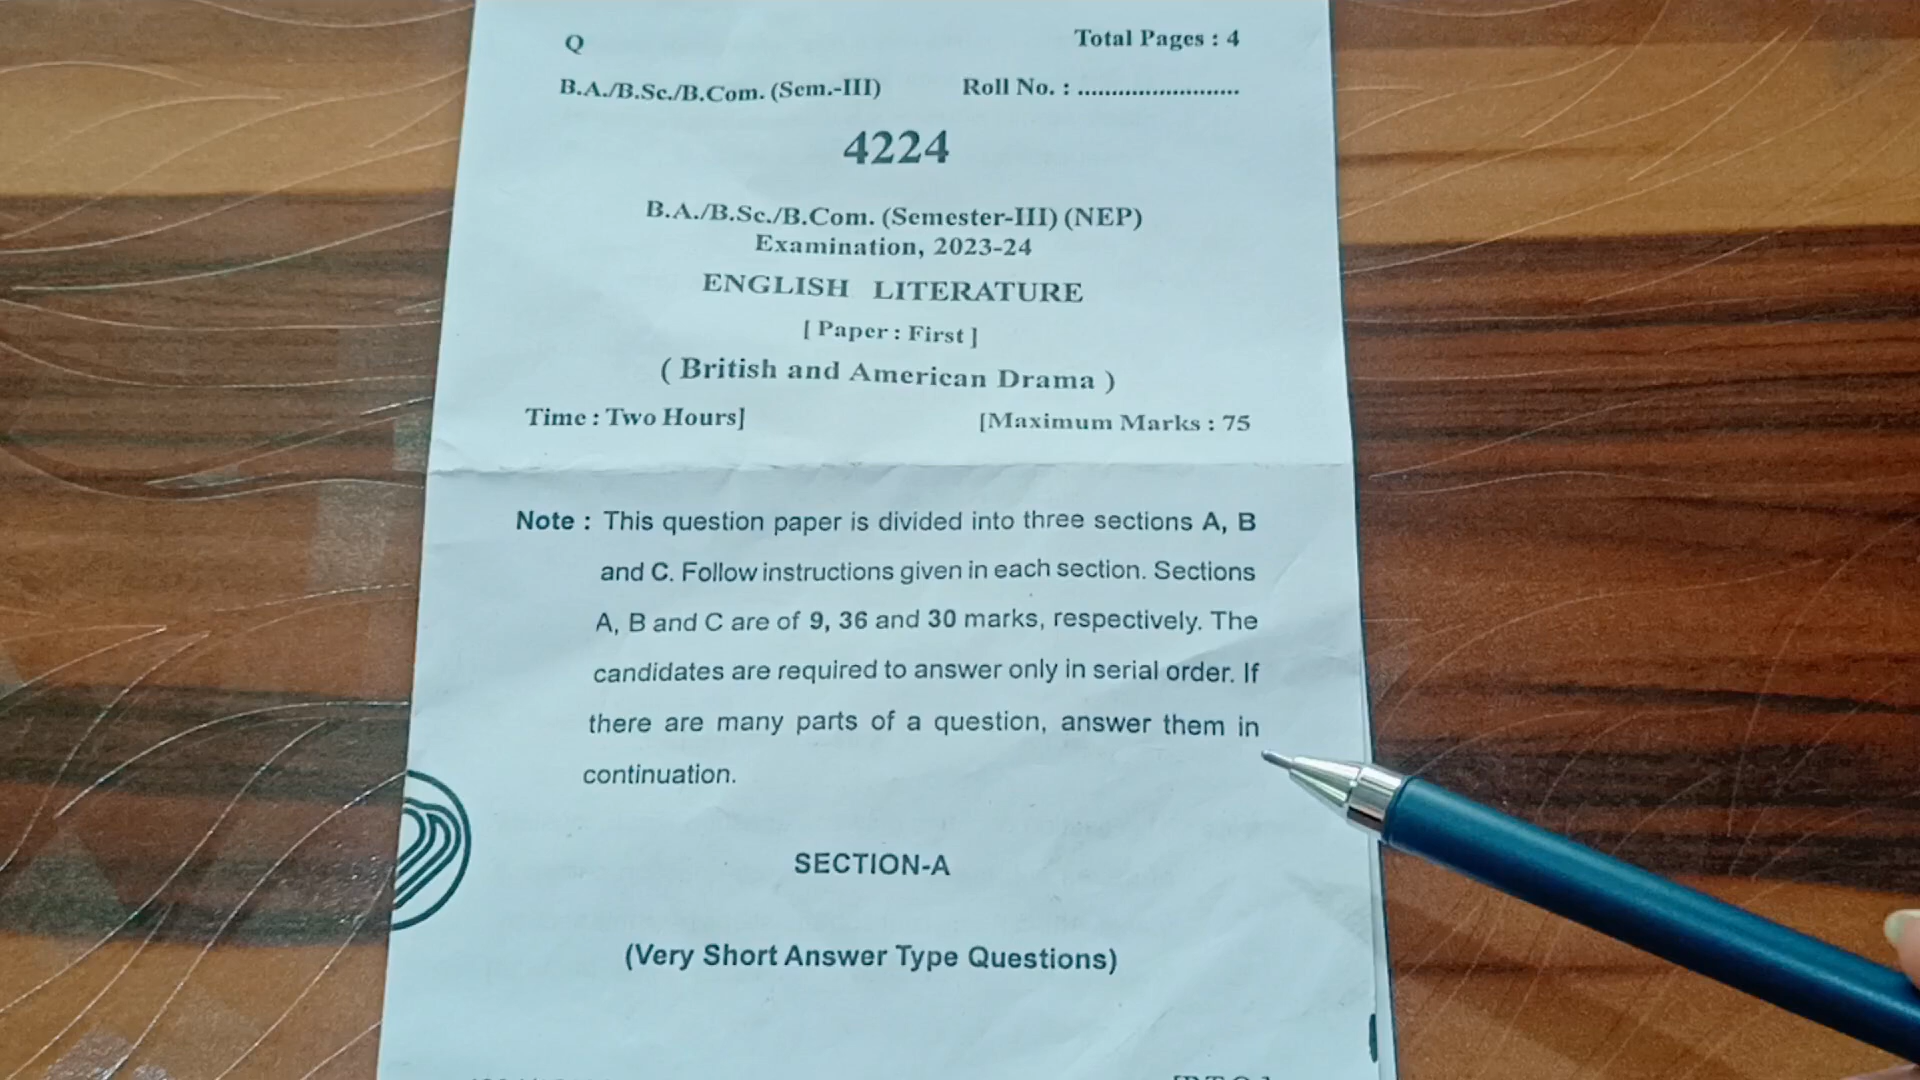 Q
Total Pages : 4
B.A./B.Sc./B.Com. (Sem.-III)
Roll No. : ........................
4224
B.A./B.Sc./B.Com. (Semester-III) (NEP)
Examination, 2023-24
ENGLISH LITERATURE
[ Paper : First ]
( British and American Drama )
Time : Two Hours]
[Maximum Marks : 75
Note : This question paper is divided into three sections A, B
and C. Follow instructions given in each section. Sections
A, B and C are of 9, 36 and 30 marks, respectively. The
candidates are required to answer only in serial order. If
there are many parts of a question, answer them in
continuation.
SECTION-A
(Very Short Answer Type Questions)